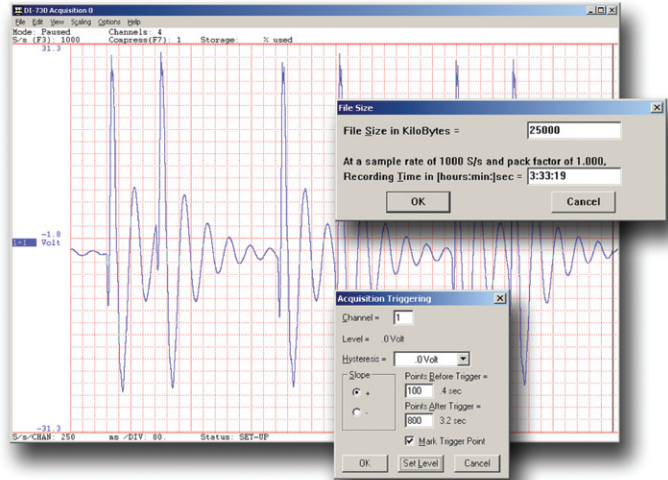 DI-730 Acquisition 0
File Edit View Scaling Options Help
Mode: Paused Channels: 4
S/s (F3): 1000 Compress(F7): 1 Storage: % used
31.3
-1.8
1=1 Volt
-31.3
S/s/CHAN: 250 ms /DIV: 80. Status: SET-UP
File Size
File Size in KiloBytes = 25000
At a sample rate of 1000 S/s and pack factor of 1.000,
Recording Time in [hours:min:]sec = 3:33:19
OK Cancel
Acquisition Triggering
Channel = 1
Level = .0 Volt
Hysteresis = .0 Volt
Slope
+
-
Points Before Trigger =
100 .4 sec
Points After Trigger =
800 3.2 sec
Mark Trigger Point
OK Set Level Cancel